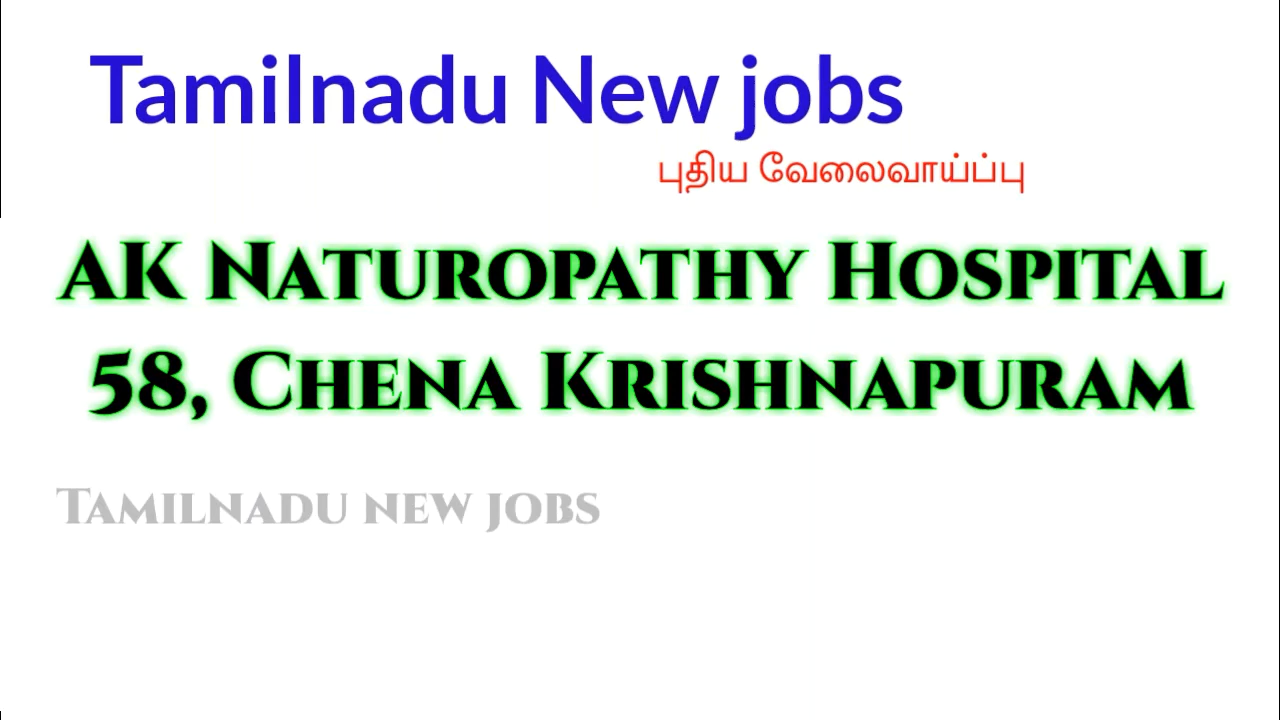 Tamilnadu New jobs
புதிய வேலைவாய்ப்பு
AK Naturopathy Hospital
58, Chena Krishnapuram
Tamilnadu new jobs